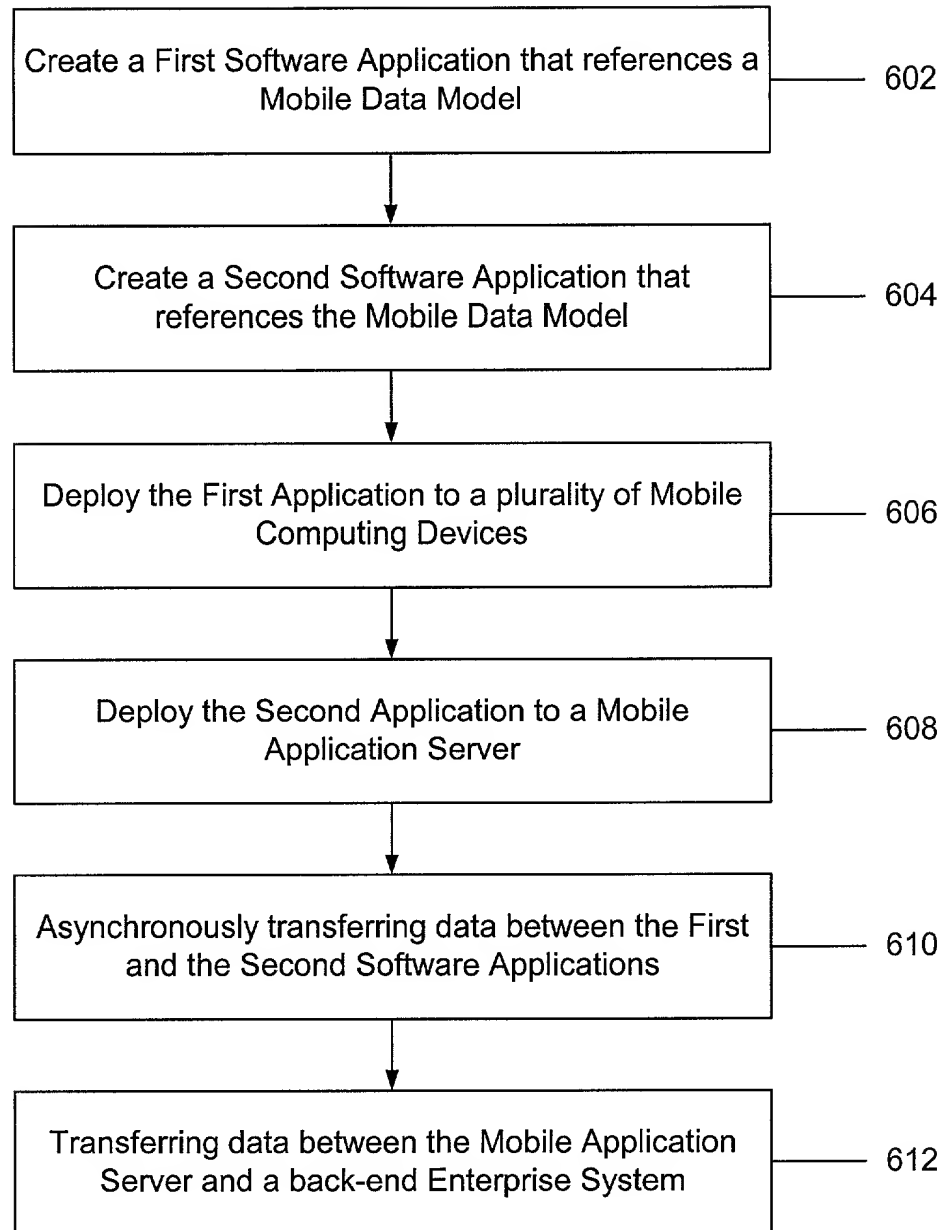 Create a First Software Application that references a
Mobile Data Model
602
Create a Second Software Application that
references the Mobile Data Model
604
Deploy the First Application to a plurality of Mobile
Computing Devices
606
Deploy the Second Application to a Mobile
Application Server
608
Asynchronously transferring data between the First
and the Second Software Applications
610
Transferring data between the Mobile Application
Server and a back-end Enterprise System
612